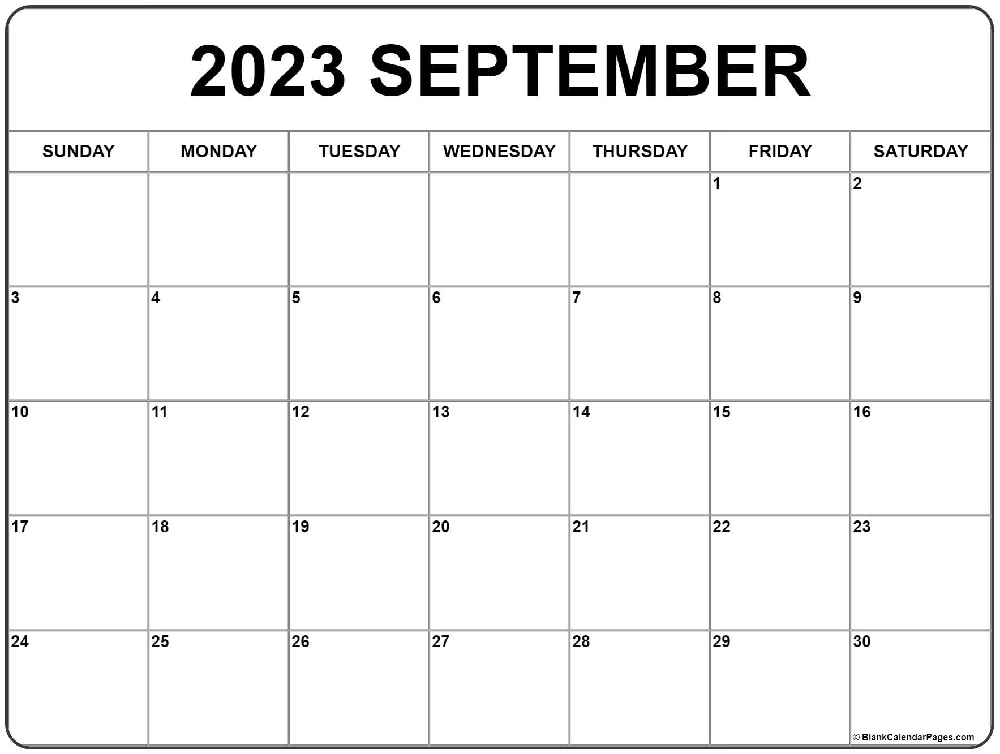 2023 SEPTEMBER
SUNDAY MONDAY TUESDAY WEDNESDAY THURSDAY FRIDAY SATURDAY
1 2
3 4 5 6 7 8 9
10 11 12 13 14 15 16
17 18 19 20 21 22 23
24 25 26 27 28 29 30
© BlankCalendarPages.com